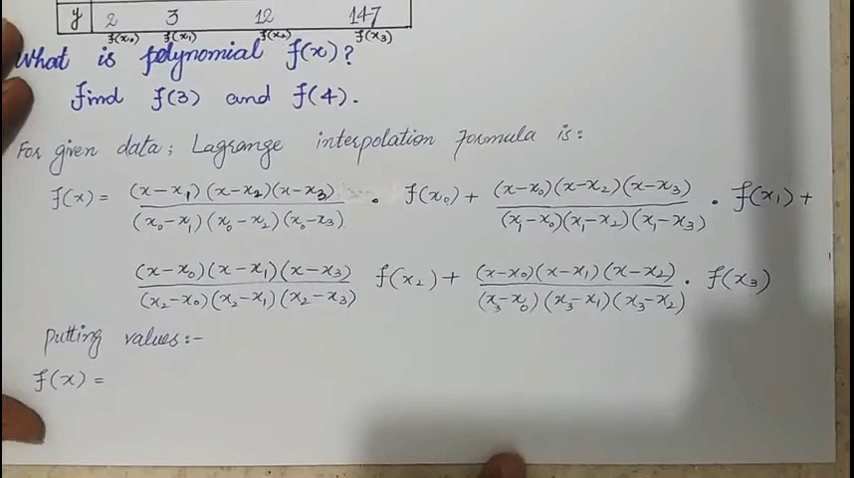 y 2 3 12 147
f(x₀) f(x₁) f(x₂) f(x₃)
What is polynomial f(x)?
Find f(3) and f(4).
For given data; Lagrange interpolation formula is:
f(x) = (x-x₁)(x-x₂)(x-x₃) / (x₀-x₁)(x₀-x₂)(x₀-x₃) . f(x₀) + (x-x₀)(x-x₂)(x-x₃) / (x₁-x₀)(x₁-x₂)(x₁-x₃) . f(x₁) +
(x-x₀)(x-x₁)(x-x₃) / (x₂-x₀)(x₂-x₁)(x₂-x₃) f(x₂) + (x-x₀)(x-x₁)(x-x₂) / (x₃-x₀)(x₃-x₁)(x₃-x₂) . f(x₃)
Putting values:-
f(x) =